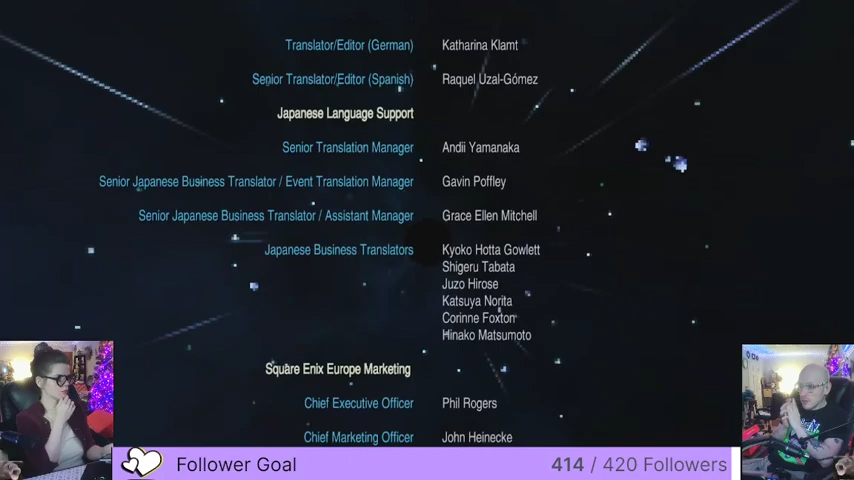 Translator/Editor (German) Katharina Klamt
Senior Translator/Editor (Spanish) Raquel Uzal-Gómez
Japanese Language Support
Senior Translation Manager Andii Yamanaka
Senior Japanese Business Translator / Event Translation Manager Gavin Poffley
Senior Japanese Business Translator / Assistant Manager Grace Ellen Mitchell
Japanese Business Translators Kyoko Hotta Gowlett
Shigeru Tabata
Juzo Hirose
Katsuya Norita
Corinne Foxton
Hinako Matsumoto
Square Enix Europe Marketing
Chief Executive Officer Phil Rogers
Chief Marketing Officer John Heinecke
Follower Goal 414 / 420 Followers